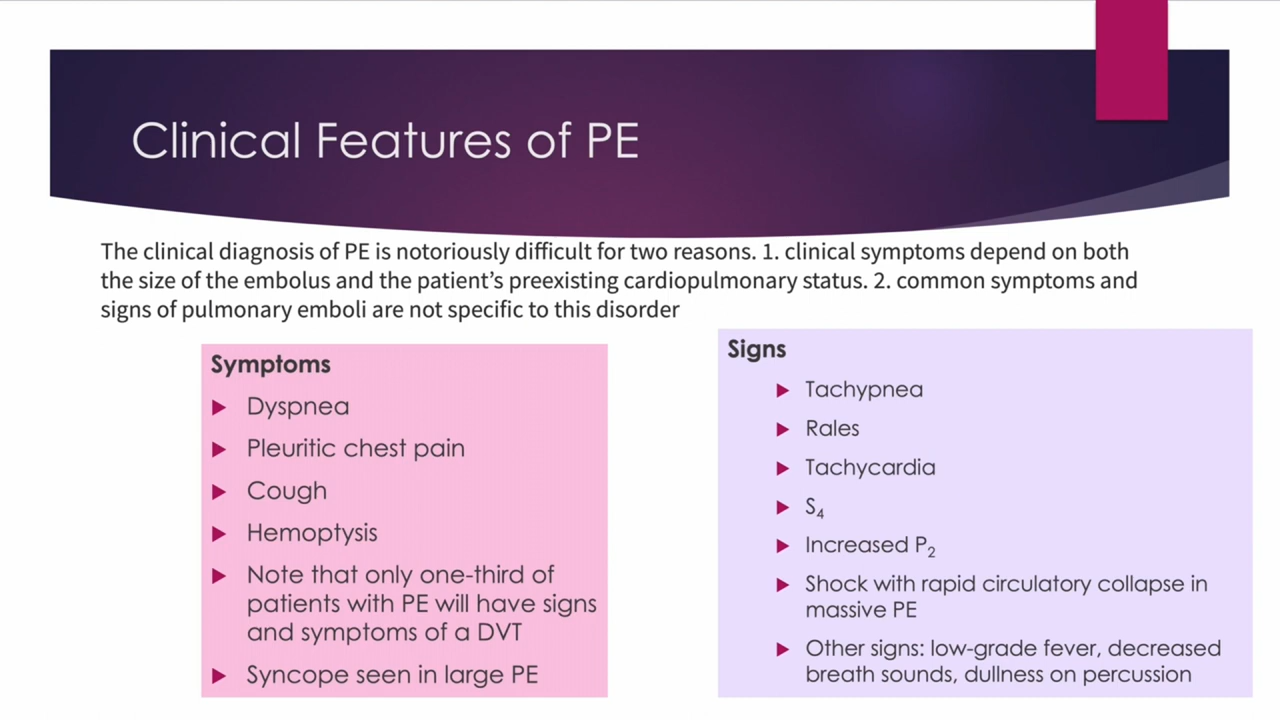 Clinical Features of PE
The clinical diagnosis of PE is notoriously difficult for two reasons. 1. clinical symptoms depend on both
the size of the embolus and the patient’s preexisting cardiopulmonary status. 2. common symptoms and
signs of pulmonary emboli are not specific to this disorder
Symptoms
Dyspnea
Pleuritic chest pain
Cough
Hemoptysis
Note that only one-third of
patients with PE will have signs
and symptoms of a DVT
Syncope seen in large PE
Signs
Tachypnea
Rales
Tachycardia
S₄
Increased P₂
Shock with rapid circulatory collapse in
massive PE
Other signs: low-grade fever, decreased
breath sounds, dullness on percussion